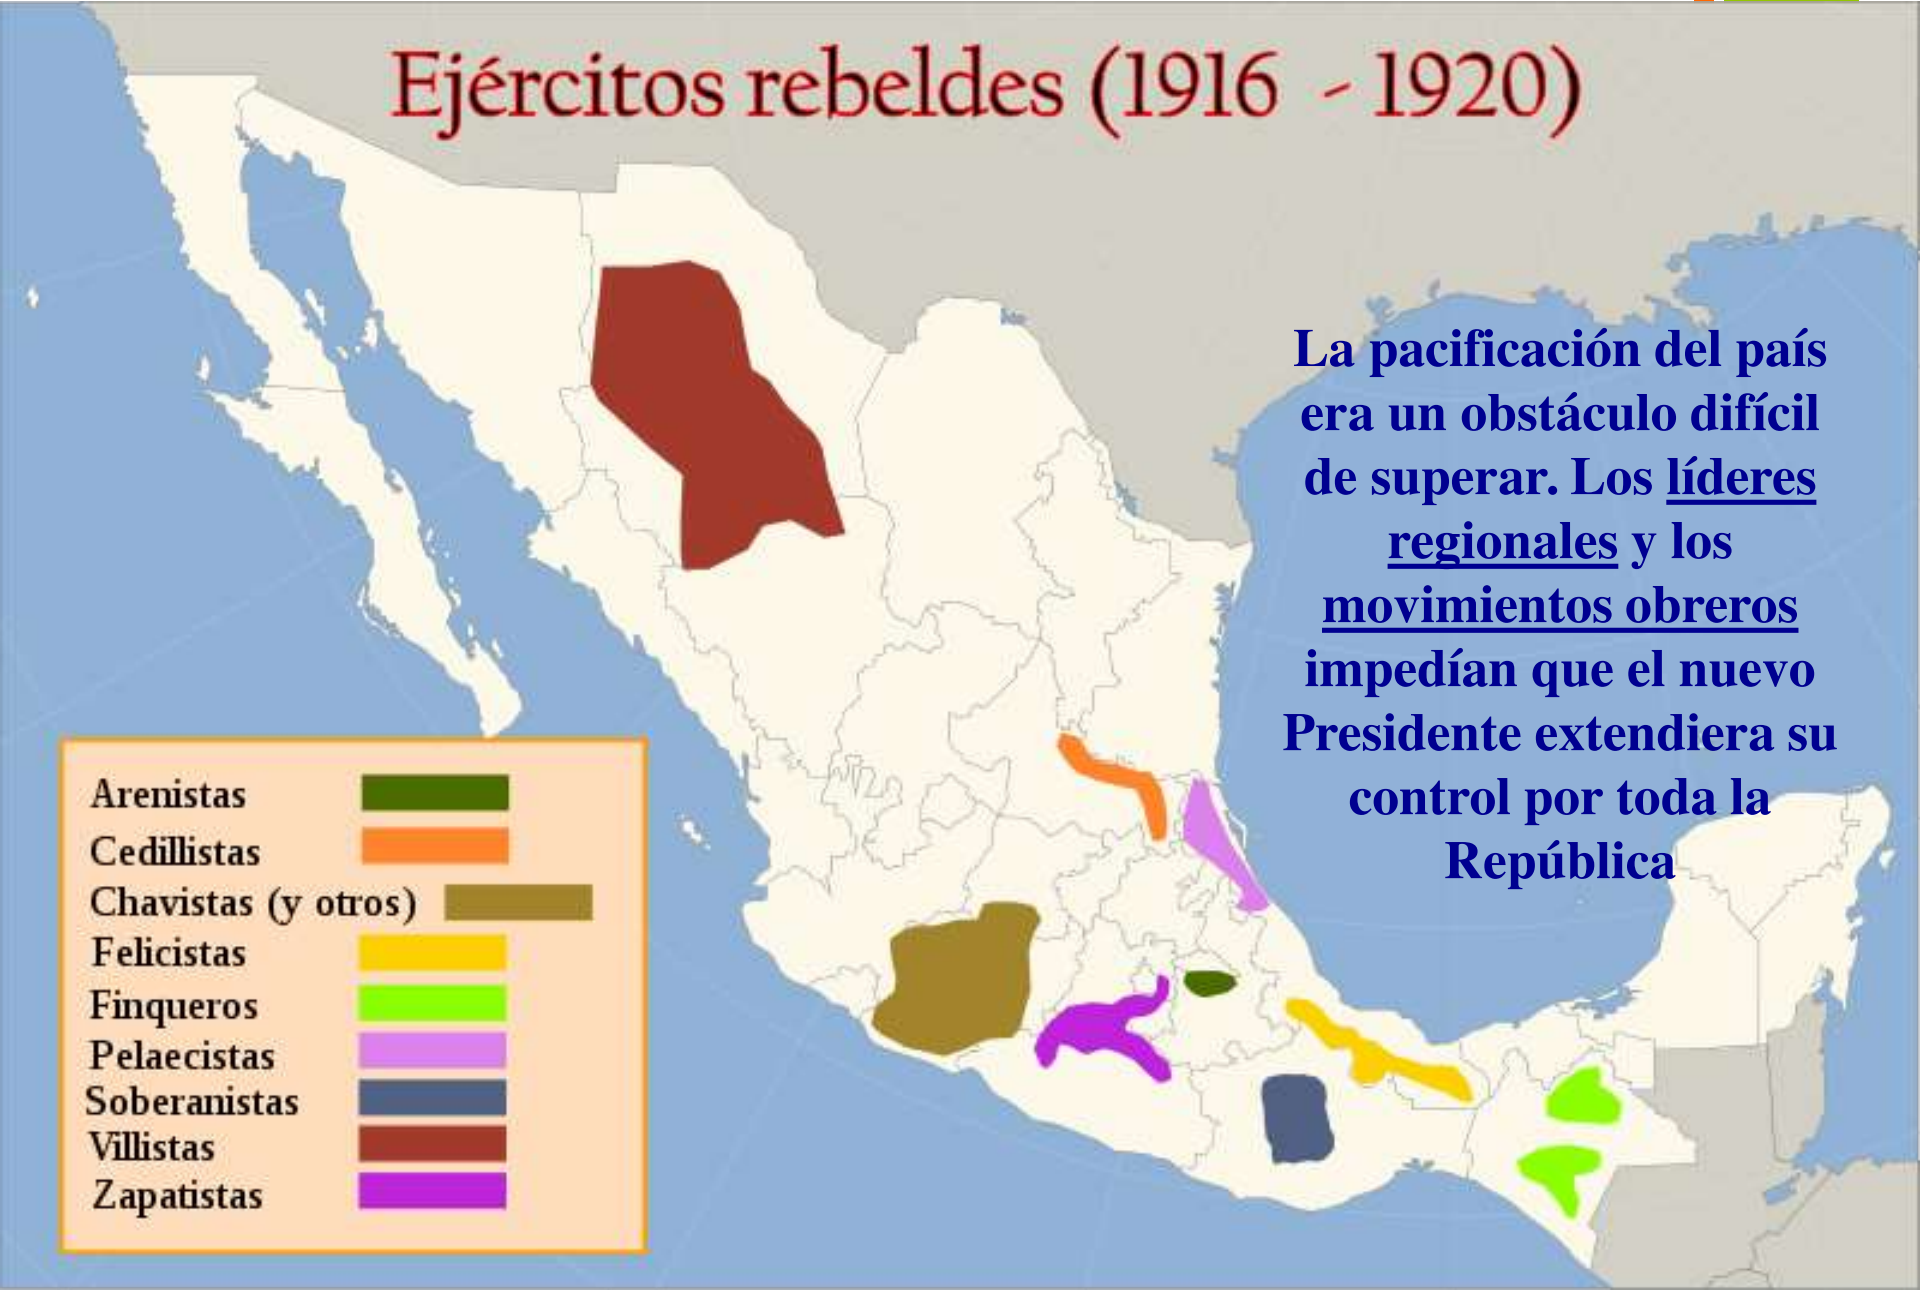 Ejércitos rebeldes (1916 - 1920)
La pacificación del país
era un obstáculo difícil
de superar. Los líderes
regionales y los
movimientos obreros
impedían que el nuevo
Presidente extendiera su
control por toda la
República
Arenistas
Cedillistas
Chavistas (y otros)
Felicistas
Finqueros
Pelaecistas
Soberanistas
Villistas
Zapatistas